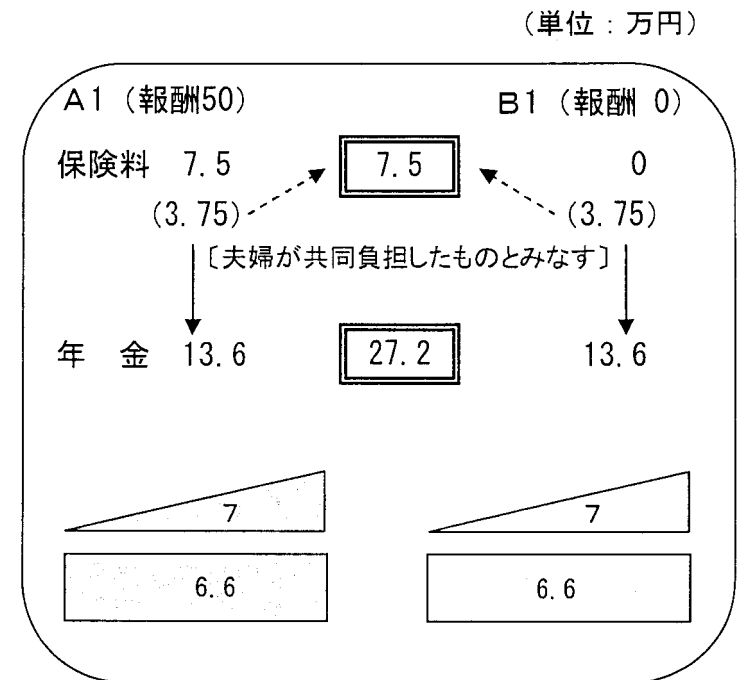 (単位:万円)
A1 (報酬50) B1 (報酬 0)
保険料 7.5 7.5 0
(3.75) (3.75)
〔夫婦が共同負担したものとみなす〕
年 金 13.6 27.2 13.6
7 7
6.6 6.6